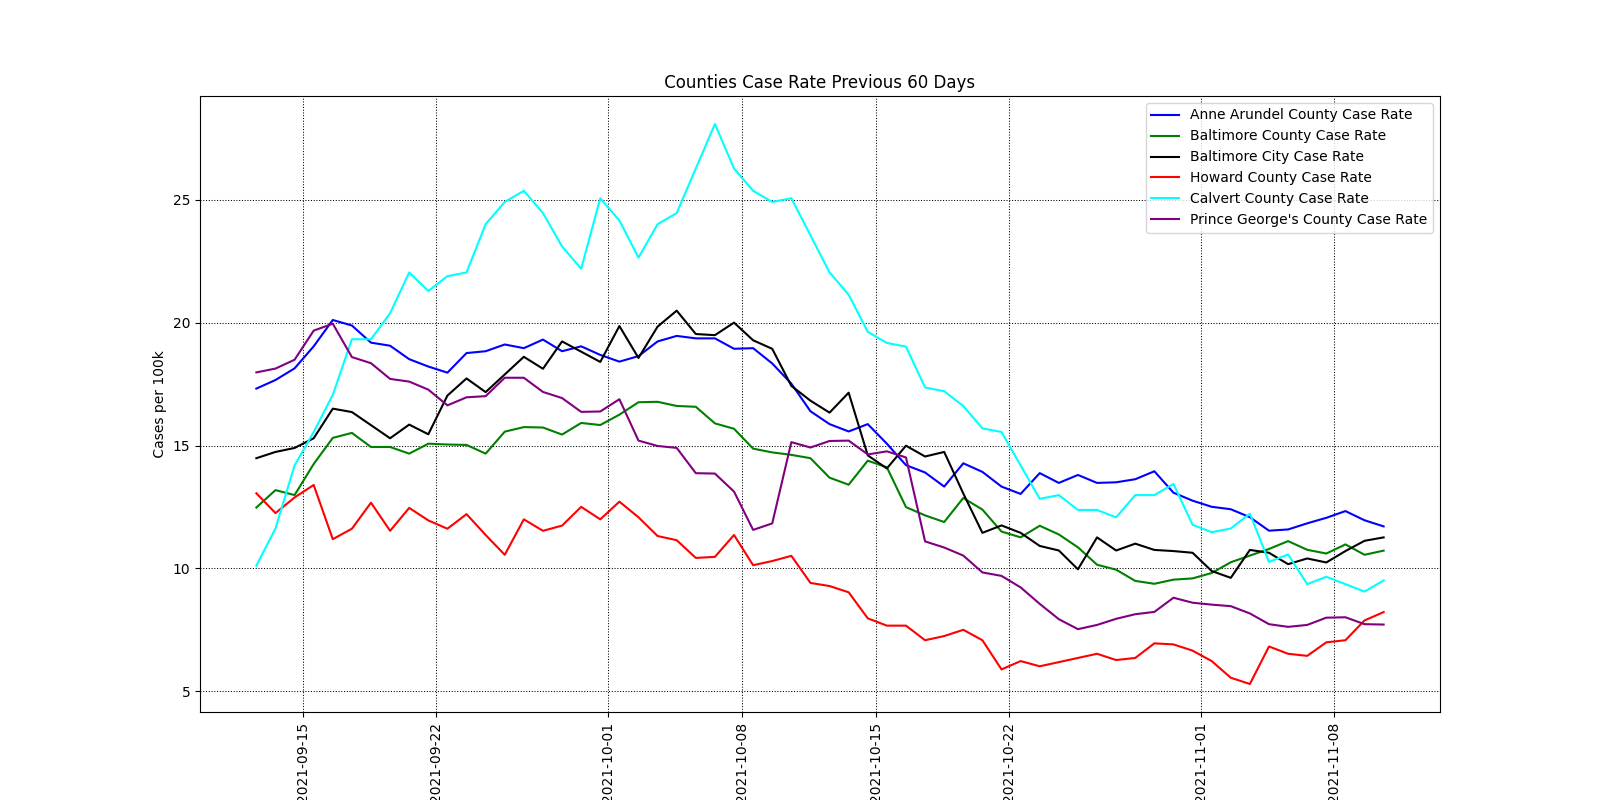 Counties Case Rate Previous 60 Days
Anne Arundel County Case Rate
Baltimore County Case Rate
Baltimore City Case Rate
Howard County Case Rate
Calvert County Case Rate
Prince George's County Case Rate
Cases per 100k
25
20
15
10
5
2021-09-15
2021-09-22
2021-10-01
2021-10-08
2021-10-15
2021-10-22
2021-11-01
2021-11-08